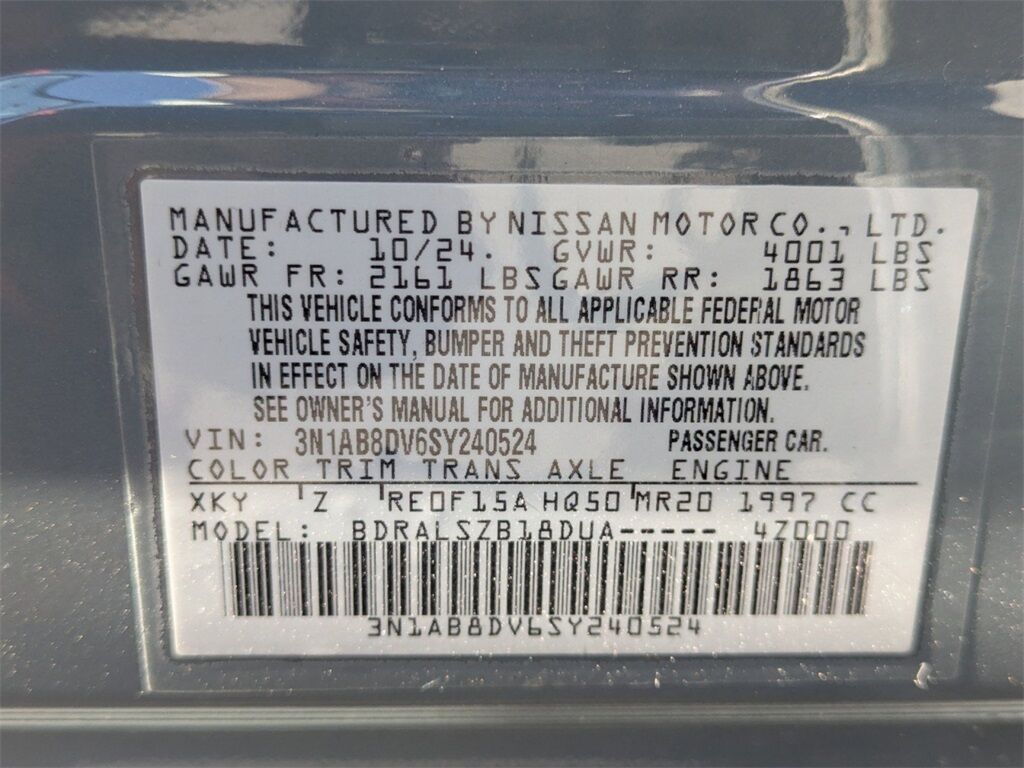 MANUFACTURED BY NISSAN MOTOR CO., LTD.
DATE: 10/24. GVWR: 4001 LBS
GAWR FR: 2161 LBS GAWR RR: 1863 LBS
THIS VEHICLE CONFORMS TO ALL APPLICABLE FEDERAL MOTOR
VEHICLE SAFETY, BUMPER AND THEFT PREVENTION STANDARDS
IN EFFECT ON THE DATE OF MANUFACTURE SHOWN ABOVE.
SEE OWNER'S MANUAL FOR ADDITIONAL INFORMATION.
VIN: 3N1AB8DV6SY240524 PASSENGER CAR.
COLOR TRIM TRANS AXLE ENGINE
XKY Z RE0F15A HQ50 MR20 1997 CC
MODEL: BDRALSZB18DUA----- 4Z000
3N1AB8DV6SY240524